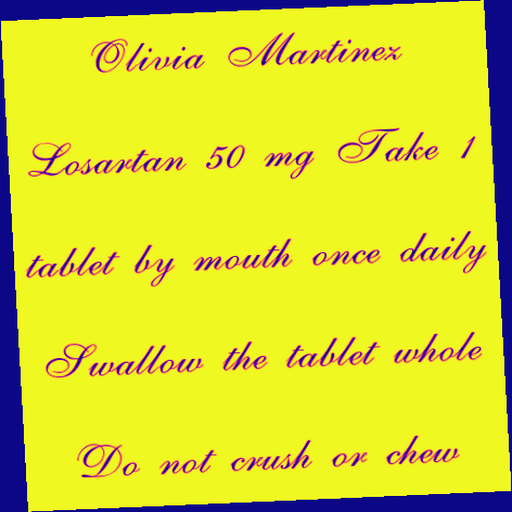 Olivia Martinez
Losartan 50 mg Take 1
tablet by mouth once daily
Swallow the tablet whole
Do not crush or chew